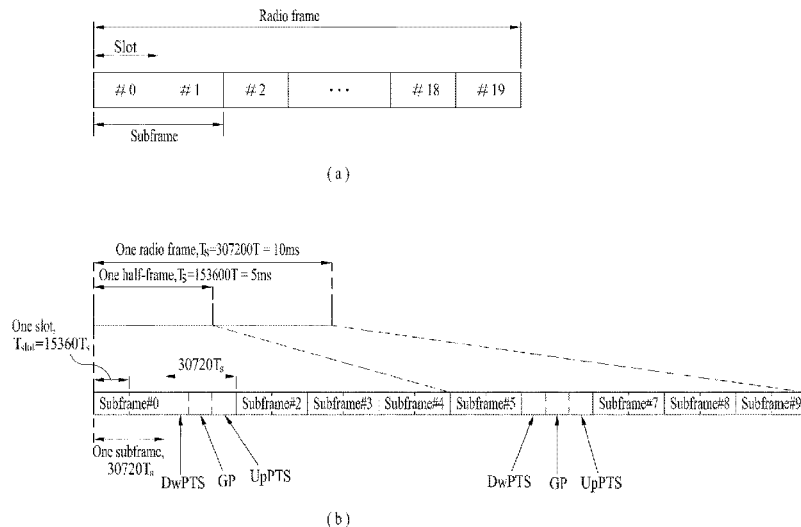 Radio frame
Slot
#0 #1 #2 ... #18 #19
Subframe
(a)
One radio frame,TS=307200T = 10ms
One half-frame,TS=153600T = 5ms
One slot,
Tslot=15360Ts
30720Ts
Subframe#0 Subframe#2 Subframe#3 Subframe#4 Subframe#5 Subframe#7 Subframe#8 Subframe#9
One subframe,
30720Ts
DwPTS GP UpPTS DwPTS GP UpPTS
(b)